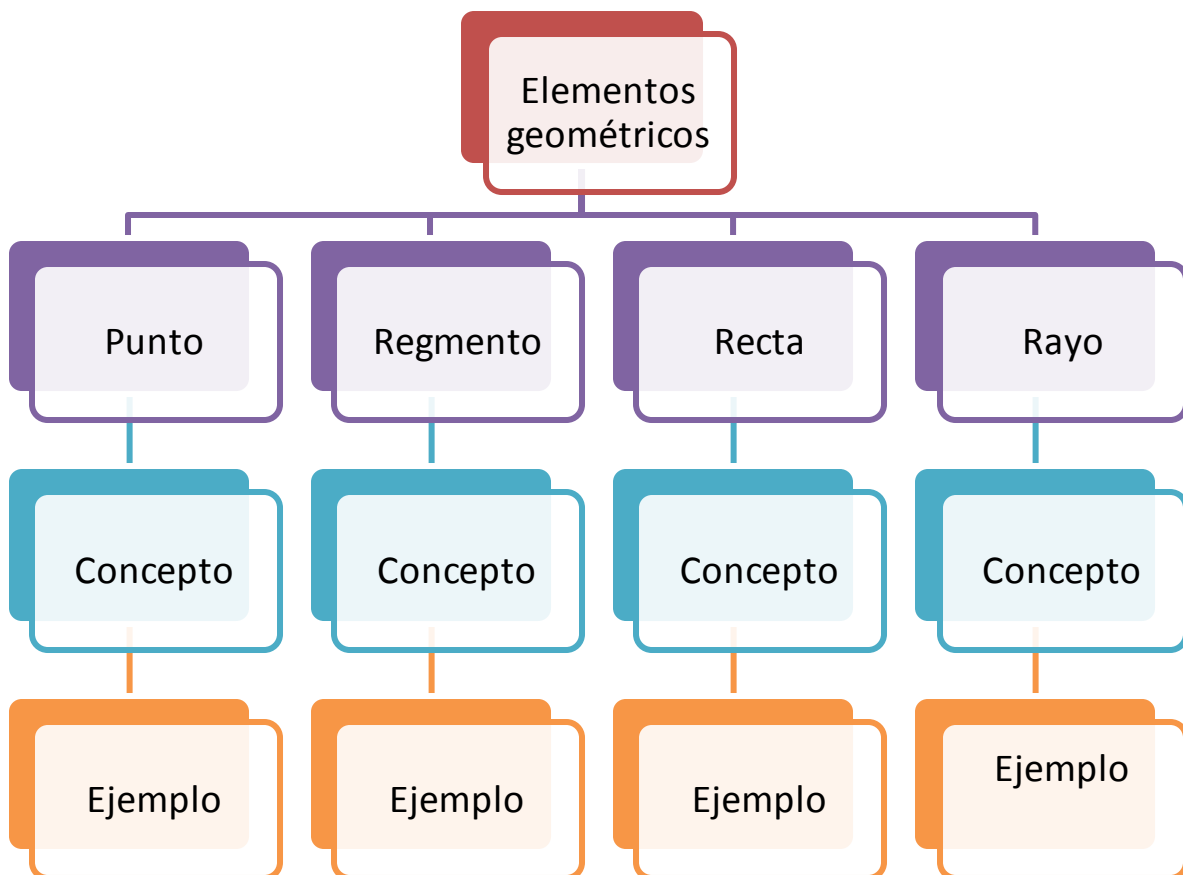 Elementos
geométricos
Punto
Regmento
Recta
Rayo
Concepto
Concepto
Concepto
Concepto
Ejemplo
Ejemplo
Ejemplo
Ejemplo